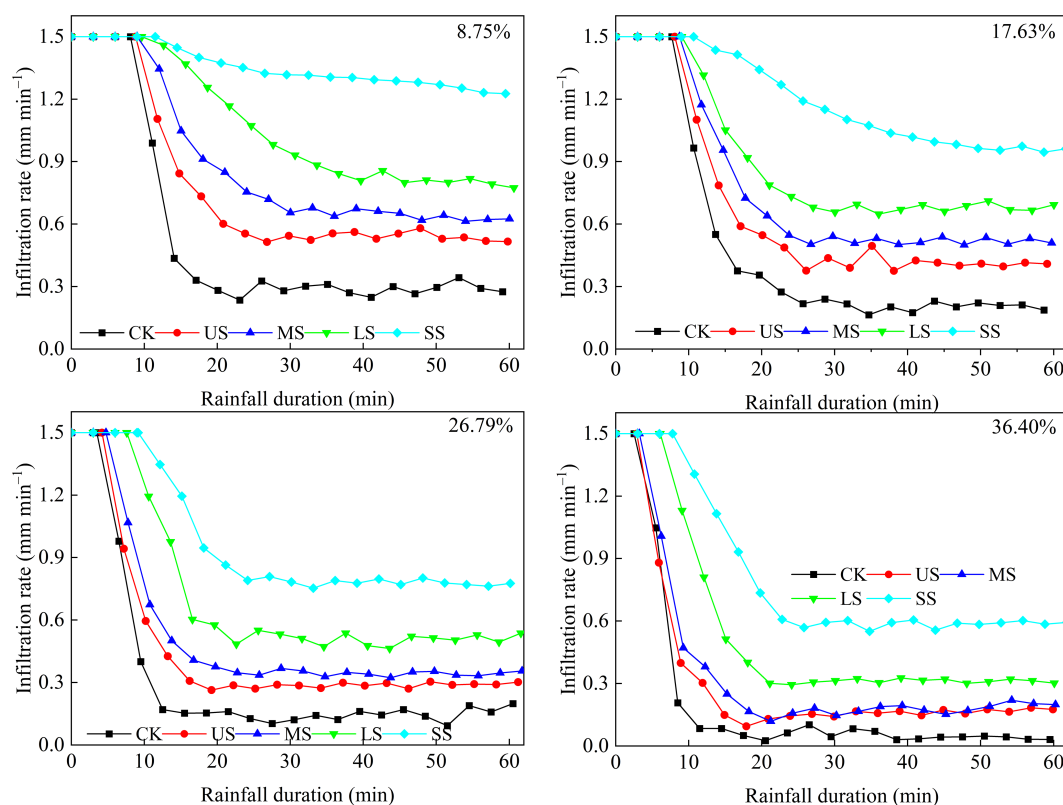 8.75%
1.5
1.2
0.9
0.6
0.3
0.0
Infiltration rate (mm min⁻¹)
CK US MS LS SS
0 10 20 30 40 50 60
Rainfall duration (min)
17.63%
1.5
1.2
0.9
0.6
0.3
0.0
Infiltration rate (mm min⁻¹)
CK US MS LS SS
0 10 20 30 40 50 60
Rainfall duration (min)
26.79%
1.5
1.2
0.9
0.6
0.3
0.0
Infiltration rate (mm min⁻¹)
CK US MS LS SS
0 10 20 30 40 50 60
Rainfall duration (min)
36.40%
1.5
1.2
0.9
0.6
0.3
0.0
Infiltration rate (mm min⁻¹)
CK US MS
LS SS
0 10 20 30 40 50 60
Rainfall duration (min)